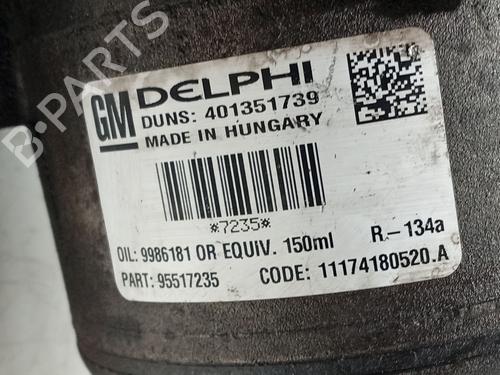 GM DELPHI
DUNS: 401351739
MADE IN HUNGARY
*7235*
OIL: 9986181 OR EQUIV. 150ml R-134a
PART: 95517235 CODE: 11174180520.A
B-PARTS